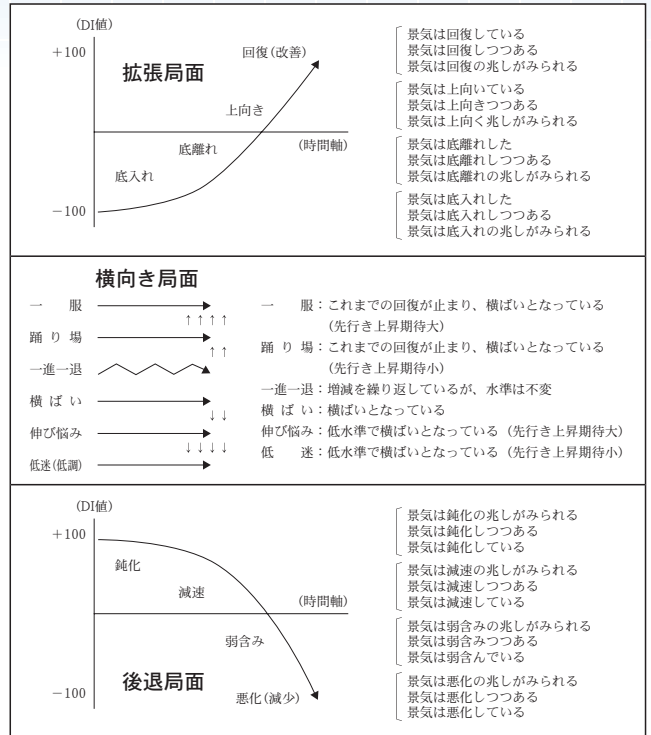 (DI値)
+100
拡張局面
回復(改善)
上向き
(時間軸)
底離れ
底入れ
−100
景気は回復している
景気は回復しつつある
景気は回復の兆しがみられる
景気は上向いている
景気は上向きつつある
景気は上向く兆しがみられる
景気は底離れした
景気は底離れしつつある
景気は底離れの兆しがみられる
景気は底入れした
景気は底入れしつつある
景気は底入れの兆しがみられる
横向き局面
一　　服
↑↑↑↑
踊 り 場
↑↑
一進一退
横 ば い
↓↓
伸び悩み
↓↓↓↓
低迷(低調)
一　　服：これまでの回復が止まり、横ばいとなっている
(先行き上昇期待大)
踊 り 場：これまでの回復が止まり、横ばいとなっている
(先行き上昇期待小)
一進一退：増減を繰り返しているが、水準は不変
横 ば い：横ばいとなっている
伸び悩み：低水準で横ばいとなっている (先行き上昇期待大)
低　　迷：低水準で横ばいとなっている (先行き上昇期待小)
(DI値)
+100
鈍化
減速
(時間軸)
弱含み
後退局面
−100
悪化(減少)
景気は鈍化の兆しがみられる
景気は鈍化しつつある
景気は鈍化している
景気は減速の兆しがみられる
景気は減速しつつある
景気は減速している
景気は弱含みの兆しがみられる
景気は弱含みつつある
景気は弱含んでいる
景気は悪化の兆しがみられる
景気は悪化しつつある
景気は悪化している